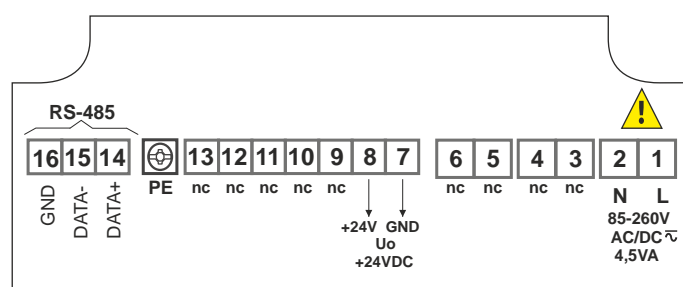 RS-485
16 15 14 13 12 11 10 9 8 7 6 5 4 3 2 1
GND DATA- DATA+ PE nc nc nc nc nc nc nc nc nc N L
+24V GND
Uo
+24VDC
85-260V
AC/DC
4,5VA
!